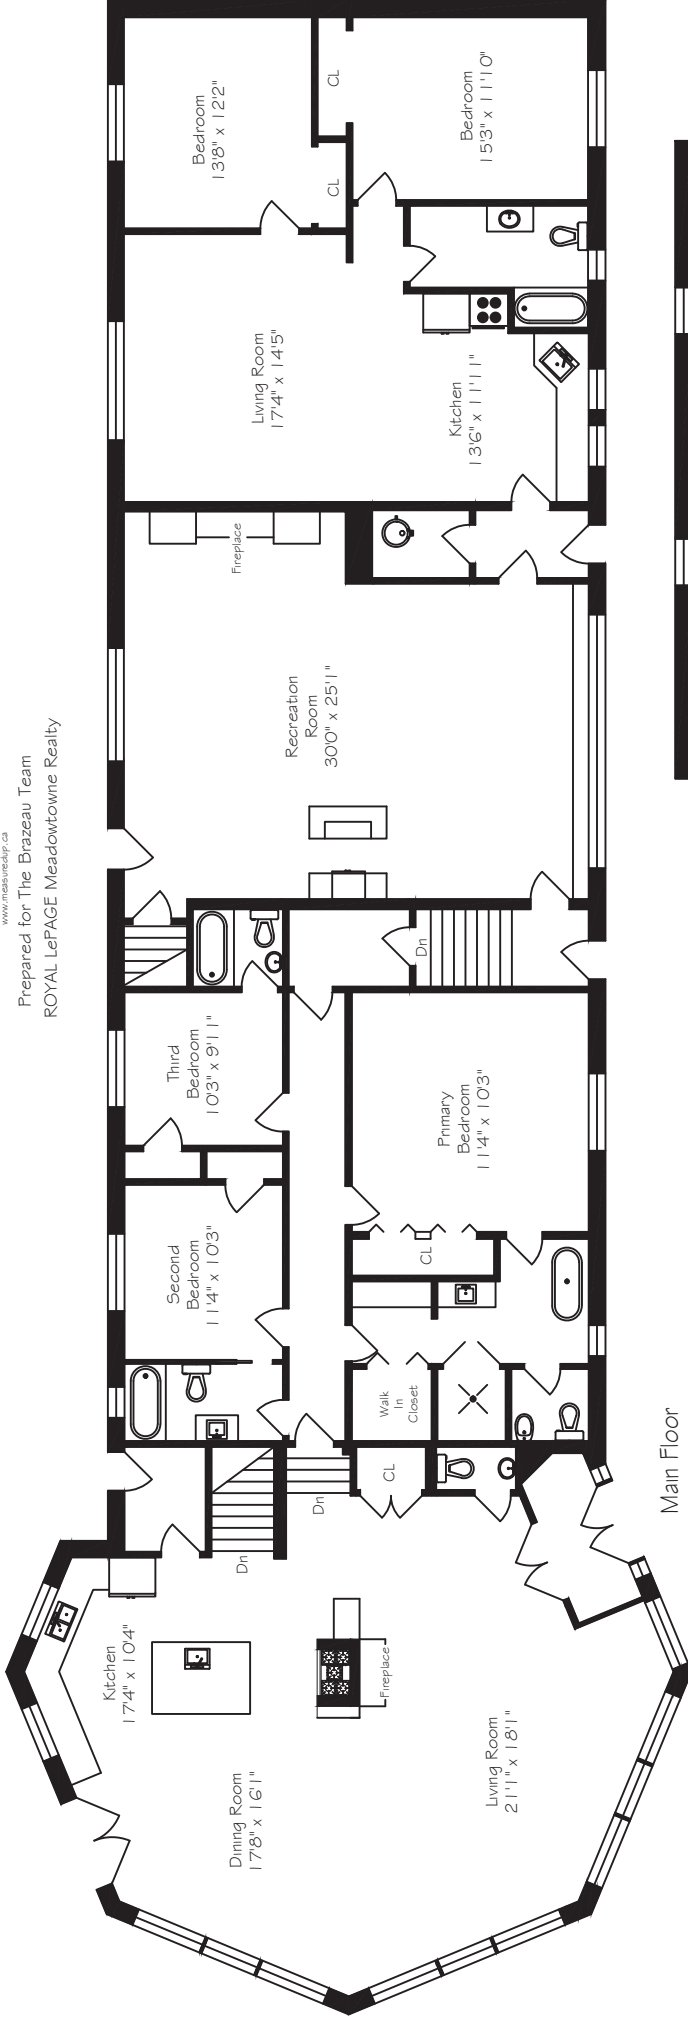 www.measuredup.ca
Prepared for The Brazeau Team
ROYAL LePAGE Meadowtowne Realty
Bedroom
13'8" x 12'2"
CL
CL
Bedroom
15'3" x 11'10"
Living Room
17'4" x 14'5"
Kitchen
13'6" x 11'11"
Fireplace
Recreation
Room
30'0" x 25'1"
Dn
Third
Bedroom
10'3" x 9'11"
Primary
Bedroom
11'4" x 10'3"
CL
Second
Bedroom
11'4" x 10'3"
Walk
In
Closet
CL
Dn
Dn
Kitchen
17'4" x 10'4"
Fireplace
Dining Room
17'8" x 16'1"
Living Room
21'1" x 18'1"
Main Floor